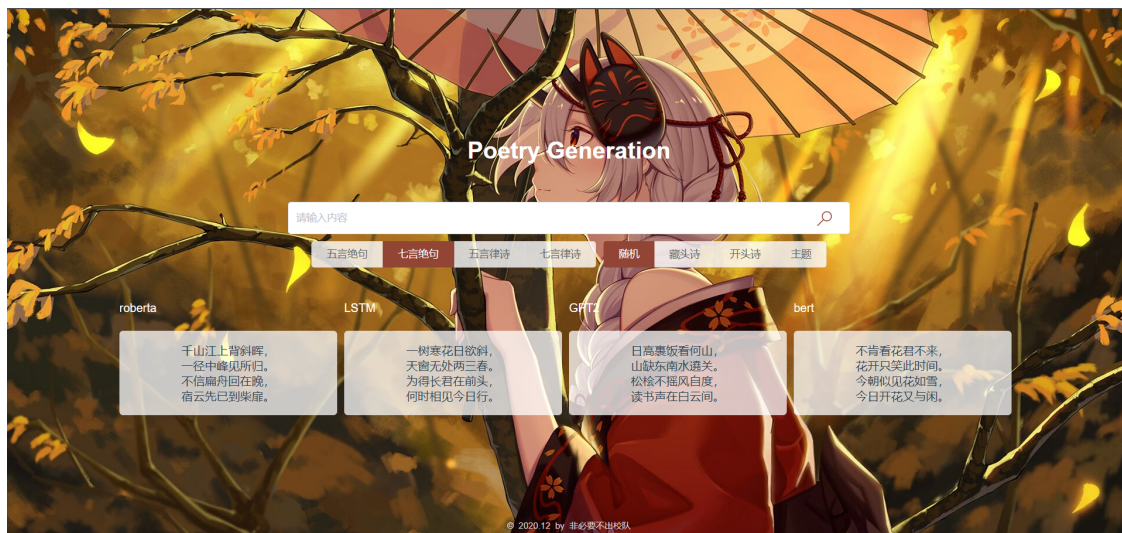 Poetry Generation
请输入内容
五言绝句 七言绝句 五言律诗 七言律诗 随机 藏头诗 开头诗 主题
roberta LSTM GPT2 bert
千山江上背斜晖，
一径中峰见所归。
不信扁舟回在晚，
宿云先已到柴扉。
一树寒花日欲斜，
天窗无处两三春。
为得长君在前头，
何时相见今日行。
日高裹饭看何山，
山缺东南水遶关。
松桧不摇风自度，
读书声在白云间。
不肯看花君不来，
花开只笑此时间。
今朝似见花如雪，
今日开花又与闲。
© 2020.12 by 非必要不出校队